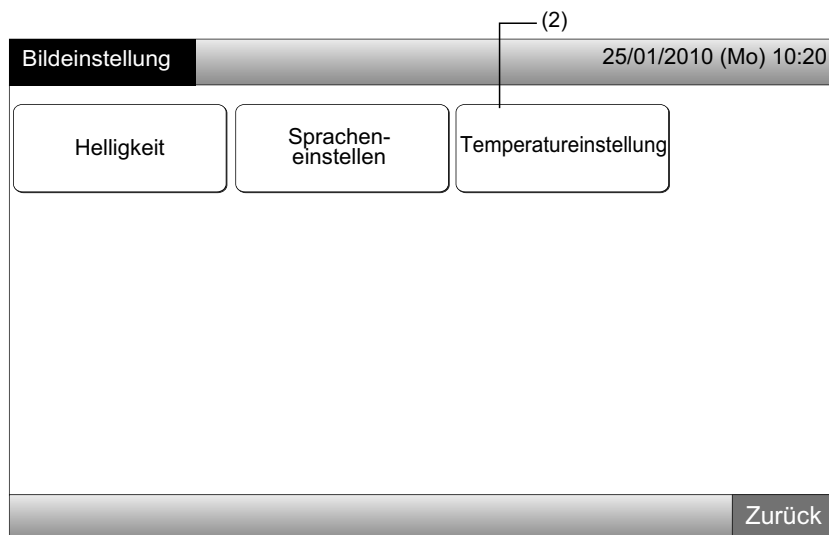 (2)
Bildeinstellung 25/01/2010 (Mo) 10:20
Helligkeit
Sprachen-
einstellen
Temperatureinstellung
Zurück